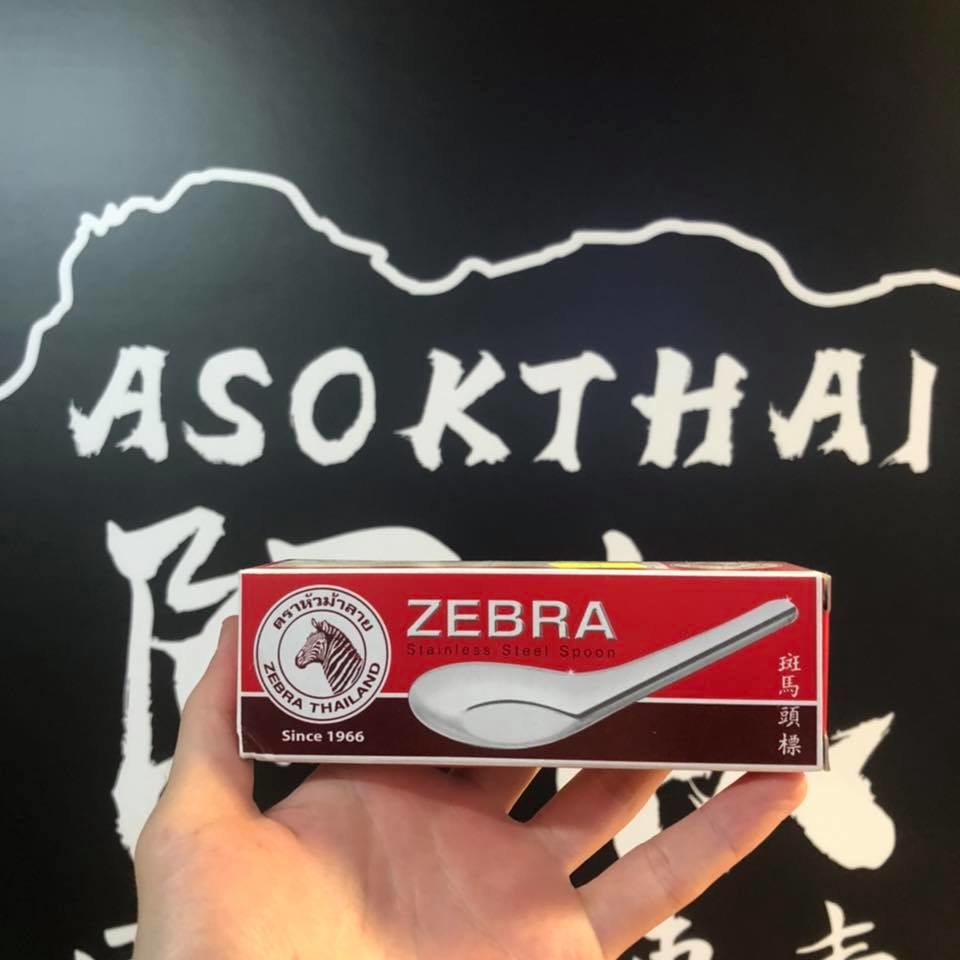 ASOKTHAI
ตราหัวม้าลาย
ZEBRA THAILAND
Since 1966
ZEBRA
Stainless Steel Spoon
斑馬頭標